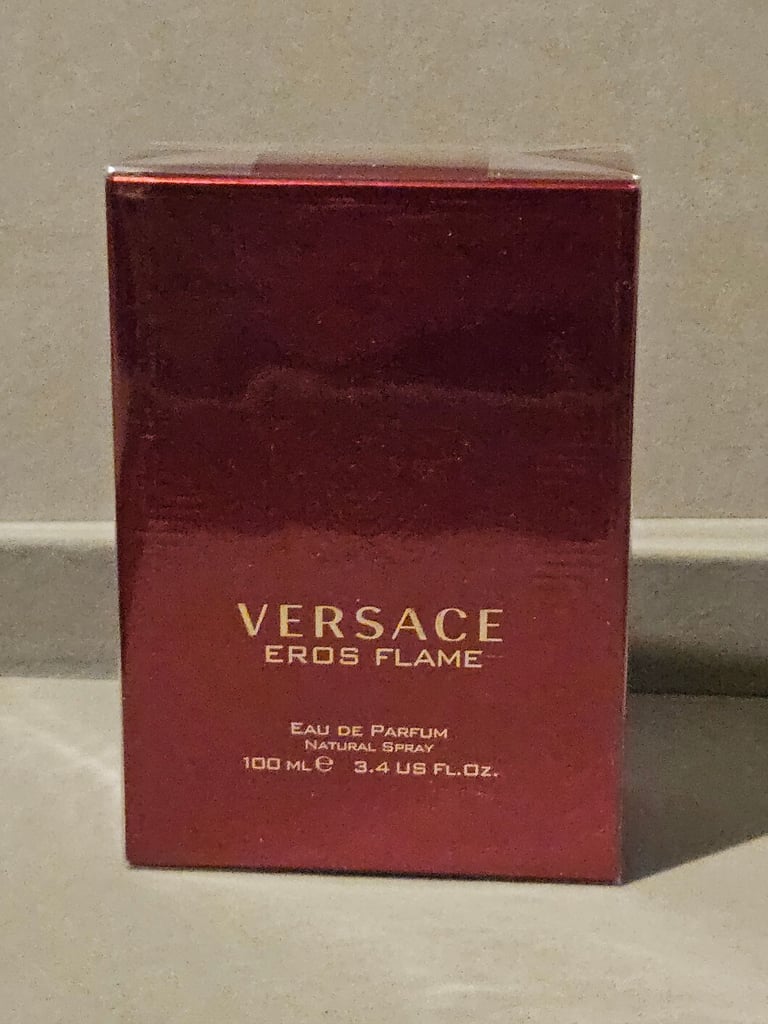 VERSACE
EROS FLAME
EAU DE PARFUM
NATURAL SPRAY
100 ML ℮ 3.4 US FL.OZ.